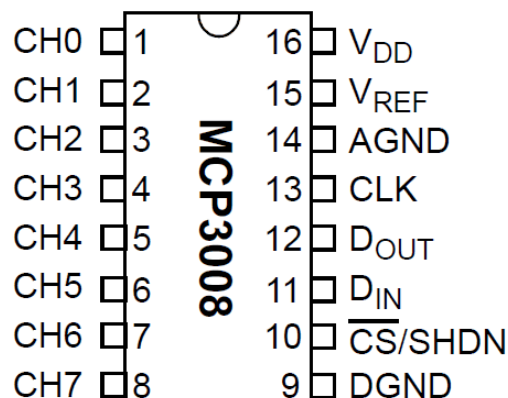 CH0 1 16 VDD
CH1 2 15 VREF
CH2 3 14 AGND
CH3 4 13 CLK
CH4 5 12 DOUT
CH5 6 11 DIN
CH6 7 10 C̅S̅/SHDN
CH7 8 9 DGND
MCP3008